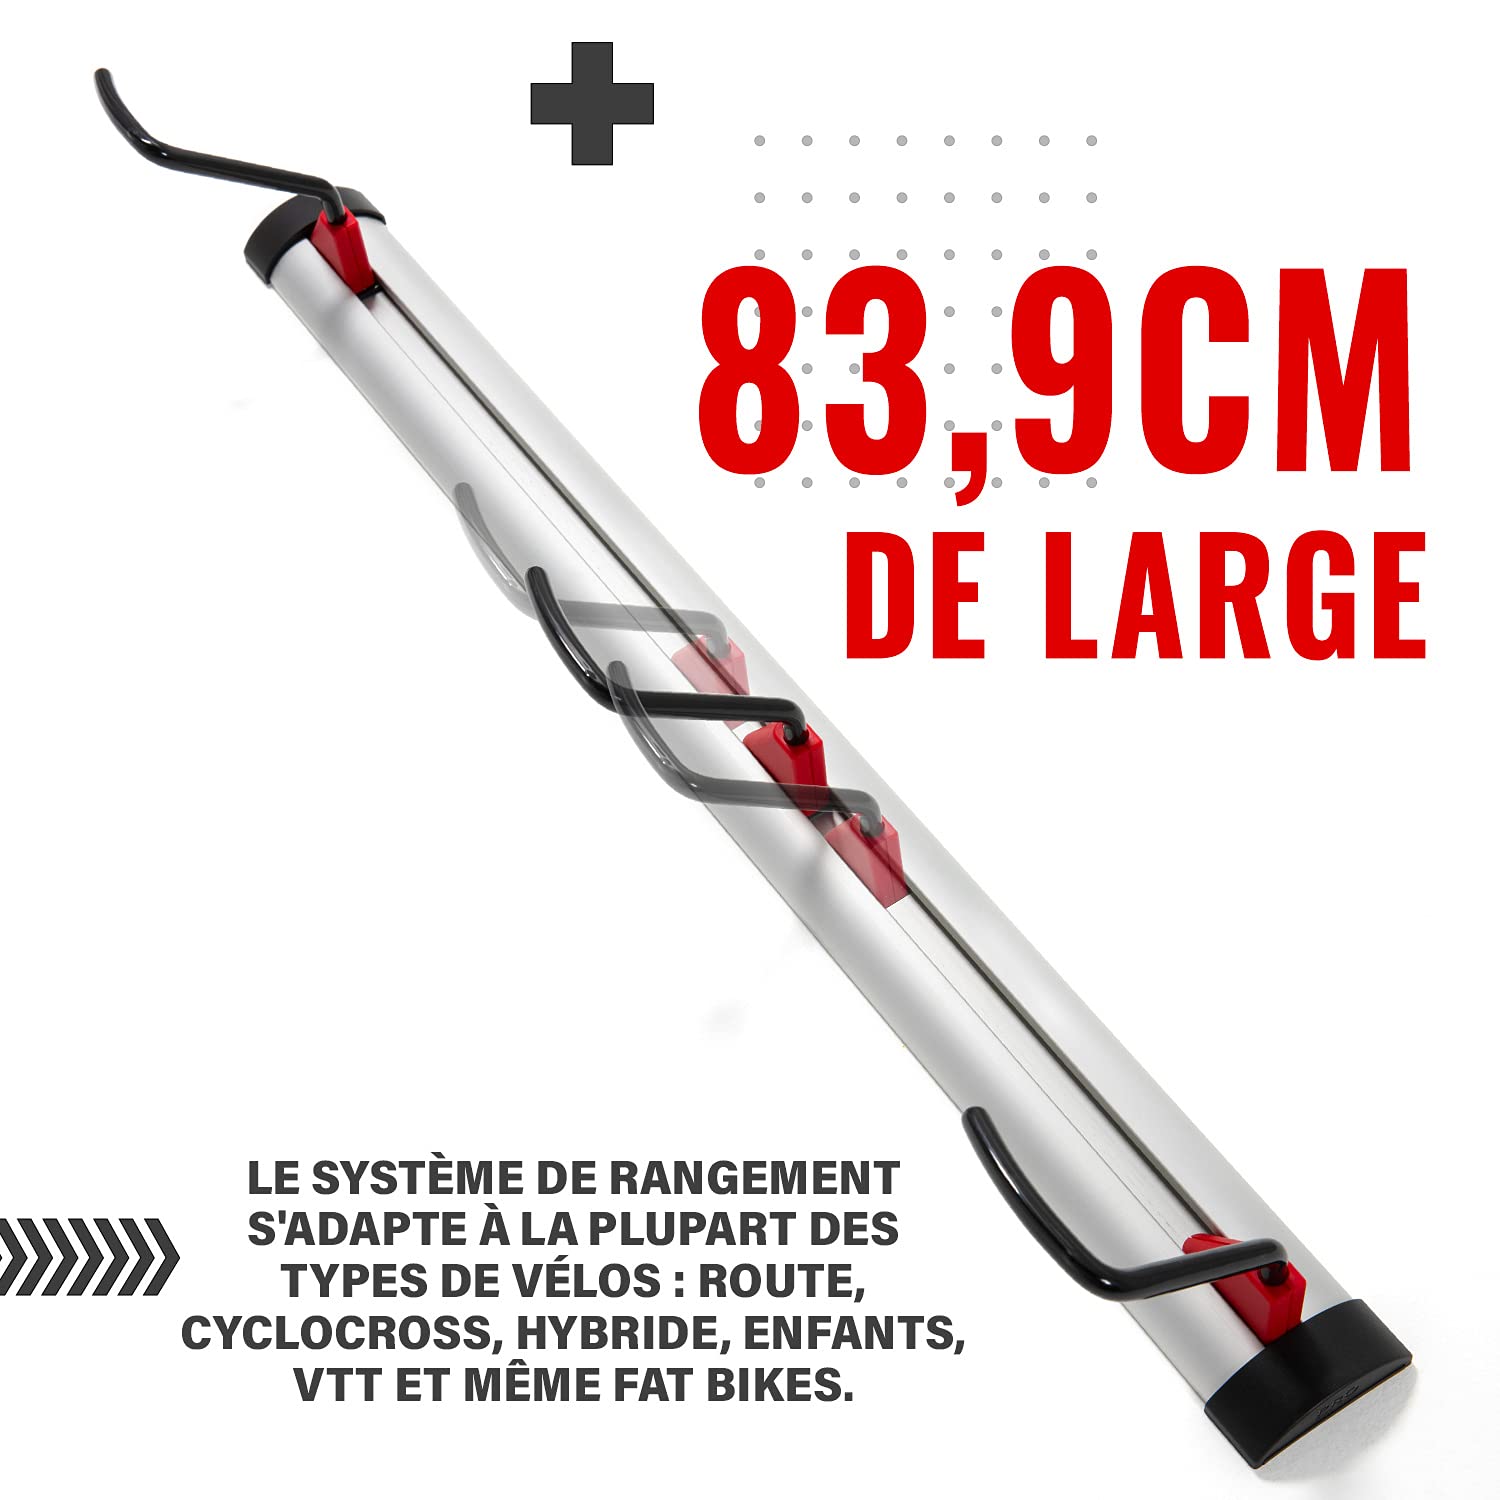 83,9CM
DE LARGE
LE SYSTÈME DE RANGEMENT
S'ADAPTE À LA PLUPART DES
TYPES DE VÉLOS : ROUTE,
CYCLOCROSS, HYBRIDE, ENFANTS,
VTT ET MÊME FAT BIKES.